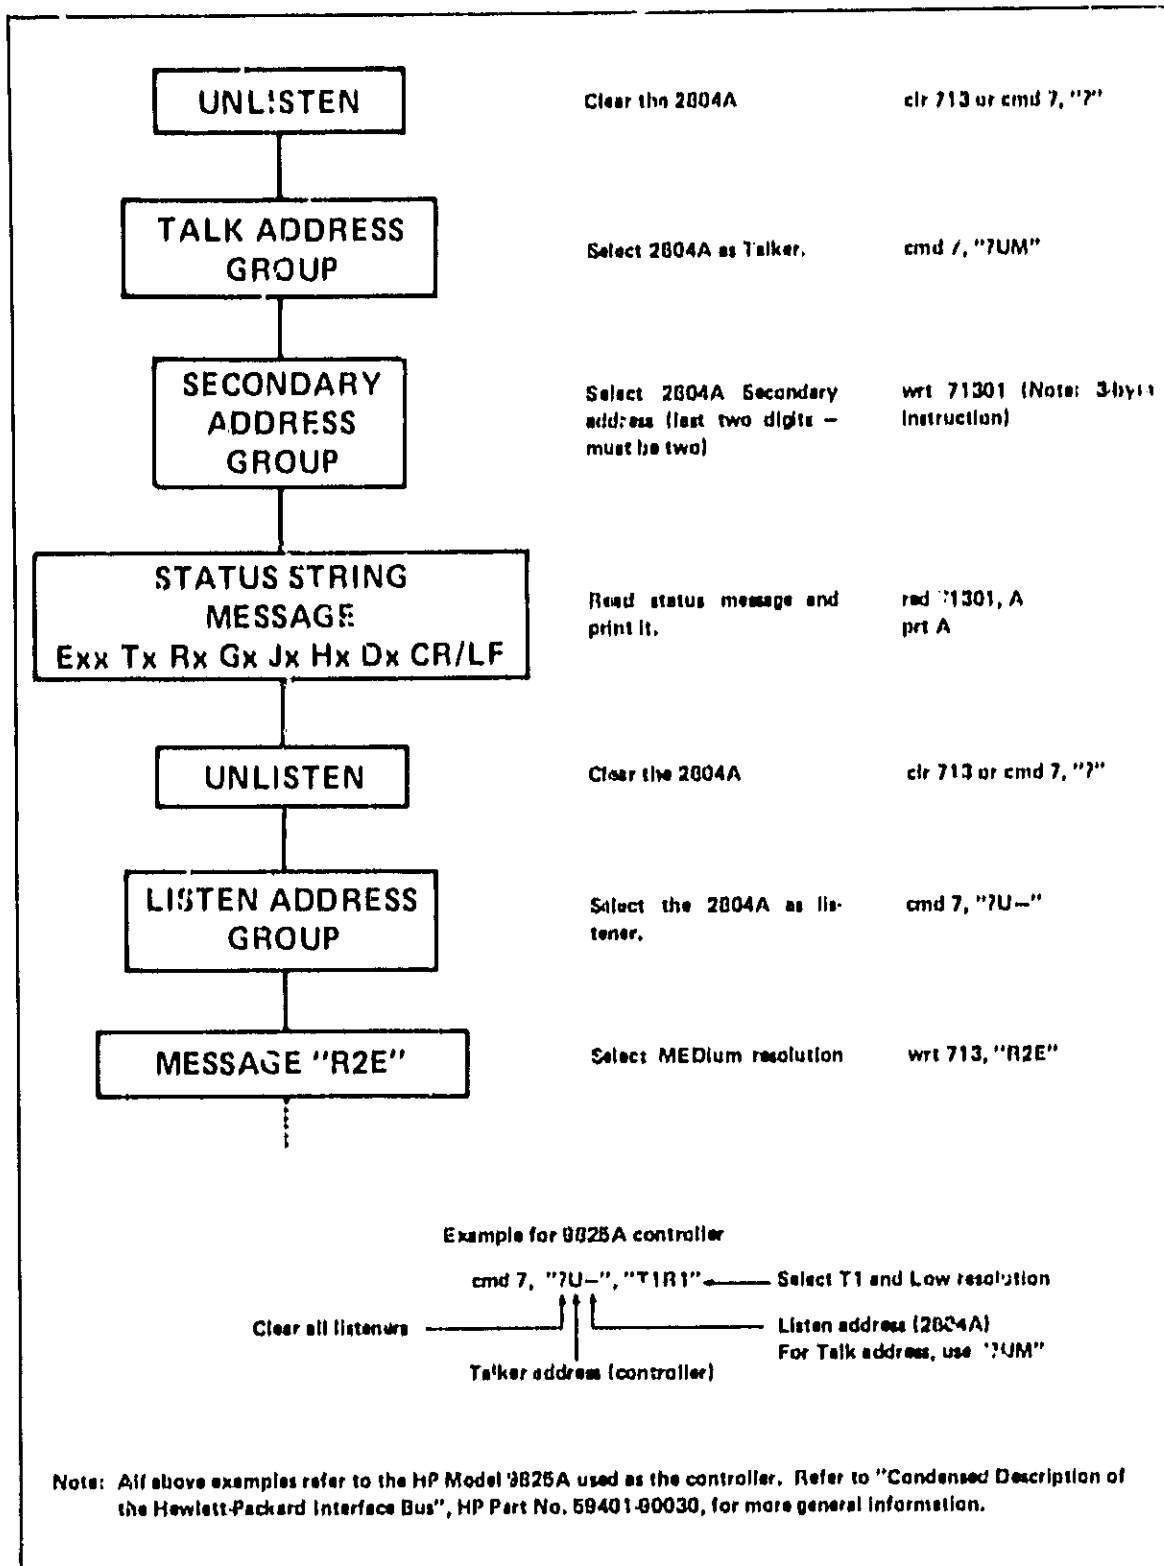 UNLISTEN Clear the 2804A clr 713 or cmd 7, "?"
TALK ADDRESS
GROUP
Select 2804A as Talker. cmd 7, "?UM"
SECONDARY
ADDRESS
GROUP
Select 2804A Secondary
address (last two digits —
must be two)
wrt 71301 (Note: 3-byte
instruction)
STATUS STRING
MESSAGE
Exx Tx Rx Gx Jx Hx Dx CR/LF
Read status message and
print it.
red 71301, A
prt A
UNLISTEN Clear the 2804A clr 713 or cmd 7, "?"
LISTEN ADDRESS
GROUP
Select the 2804A as lis-
tener.
cmd 7, "?U–"
MESSAGE "R2E" Select MEDium resolution wrt 713, "R2E"
Example for 9825A controller
cmd 7, "?U–", "T1R1" Select T1 and Low resolution
Clear all listeners
Listen address (2804A)
For Talk address, use "?UM"
Talker address (controller)
Note: All above examples refer to the HP Model 9825A used as the controller. Refer to "Condensed Description of
the Hewlett-Packard Interface Bus", HP Part No. 59401-90030, for more general information.